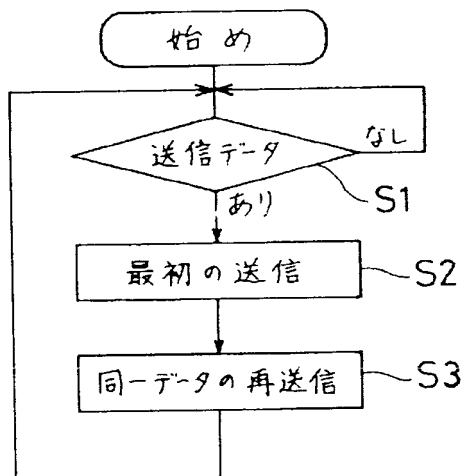 始め
送信データ
なし
S1
あり
最初の送信
S2
同一データの再送信
S3